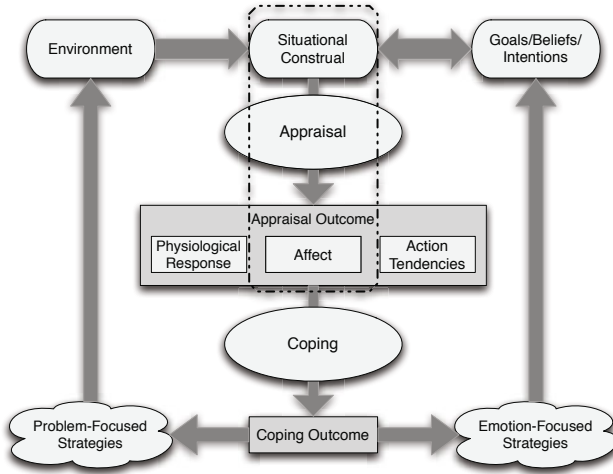 Environment
Situational
Construal
Goals/Beliefs/
Intentions
Appraisal
Appraisal Outcome
Physiological
Response
Affect
Action
Tendencies
Coping
Problem-Focused
Strategies
Coping Outcome
Emotion-Focused
Strategies